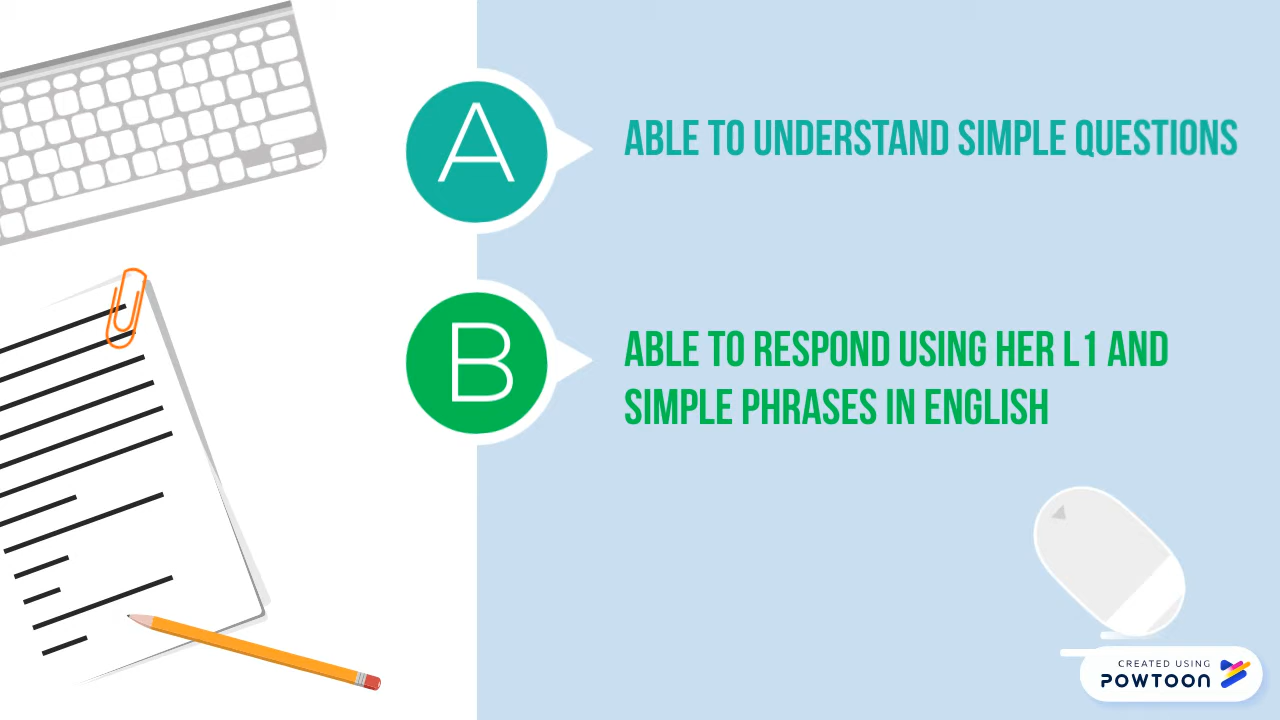 A
ABLE TO UNDERSTAND SIMPLE QUESTIONS
B
ABLE TO RESPOND USING HER L1 AND
SIMPLE PHRASES IN ENGLISH
CREATED USING
POWTOON